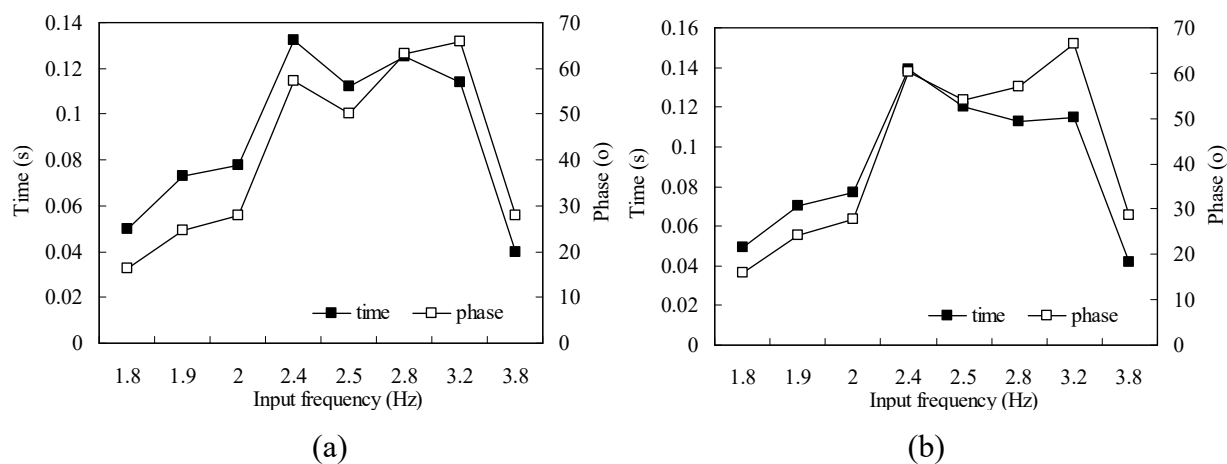 0.14
0.12
0.1
0.08
0.06
0.04
0.02
0
Time (s)
70
60
50
40
30
20
10
0
Phase (o)
time phase
1.8 1.9 2 2.4 2.5 2.8 3.2 3.8
Input frequency (Hz)
(a)
0.16
0.14
0.12
0.1
0.08
0.06
0.04
0.02
0
Time (s)
70
60
50
40
30
20
10
0
Phase (o)
time phase
1.8 1.9 2 2.4 2.5 2.8 3.2 3.8
Input frequency (Hz)
(b)